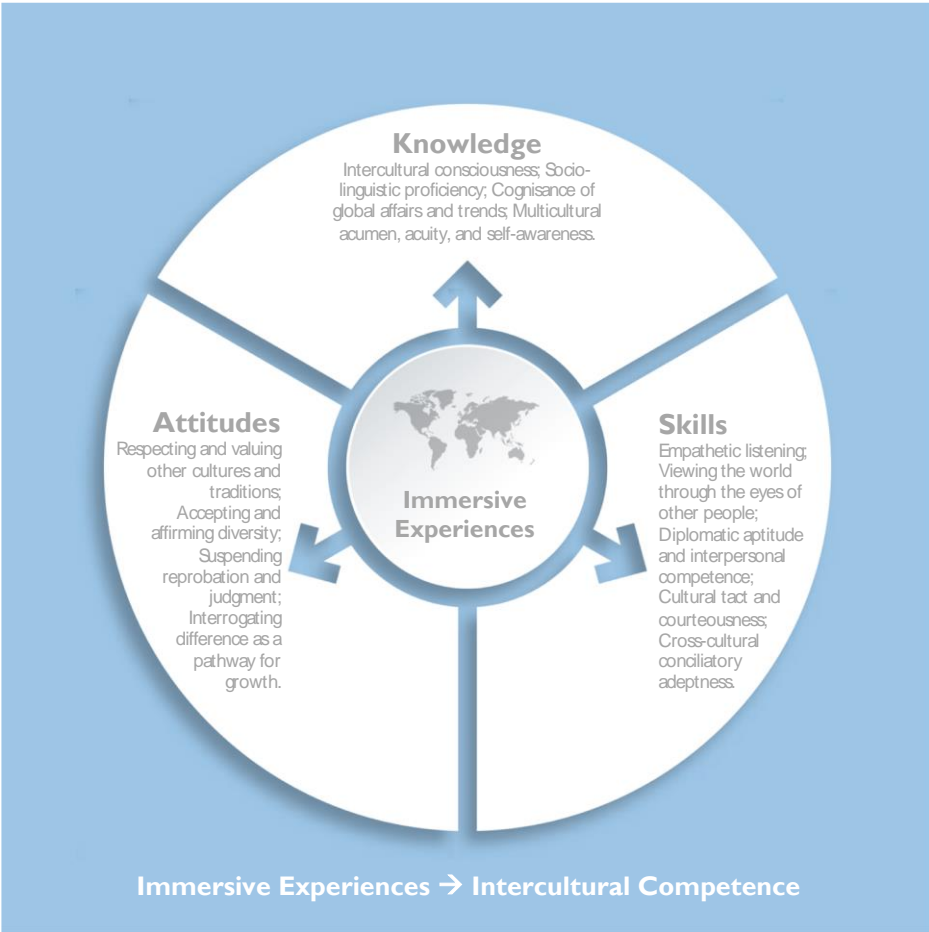 Knowledge
Intercultural consciousness; Socio-
linguistic proficiency; Cognisance of
global affairs and trends; Multicultural
acumen, acuity, and self-awareness.
Attitudes
Respecting and valuing
other cultures and
traditions;
Accepting and
affirming diversity;
Suspending
reprobation and
judgment;
Interrogating
difference as a
pathway for
growth.
Immersive
Experiences
Skills
Empathetic listening;
Viewing the world
through the eyes of
other people;
Diplomatic aptitude
and interpersonal
competence;
Cultural tact and
courteousness;
Cross-cultural
conciliatory
adeptness.
Immersive Experiences → Intercultural Competence